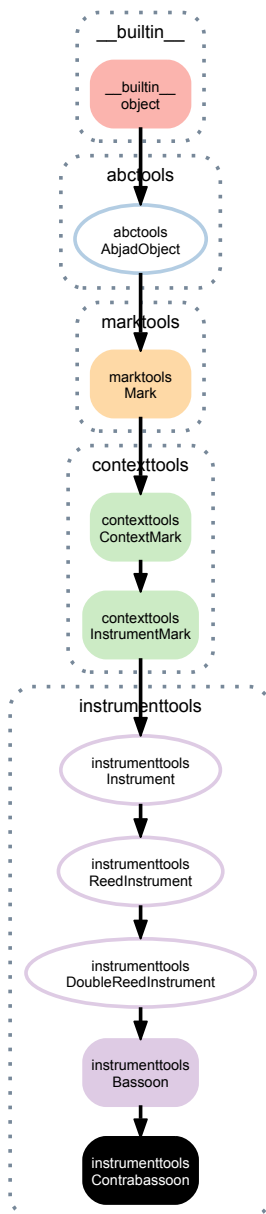 __builtin__
__builtin__
object
abctools
abctools
AbjadObject
marktools
marktools
Mark
contexttools
contexttools
ContextMark
contexttools
InstrumentMark
instrumenttools
instrumenttools
Instrument
instrumenttools
ReedInstrument
instrumenttools
DoubleReedInstrument
instrumenttools
Bassoon
instrumenttools
Contrabassoon